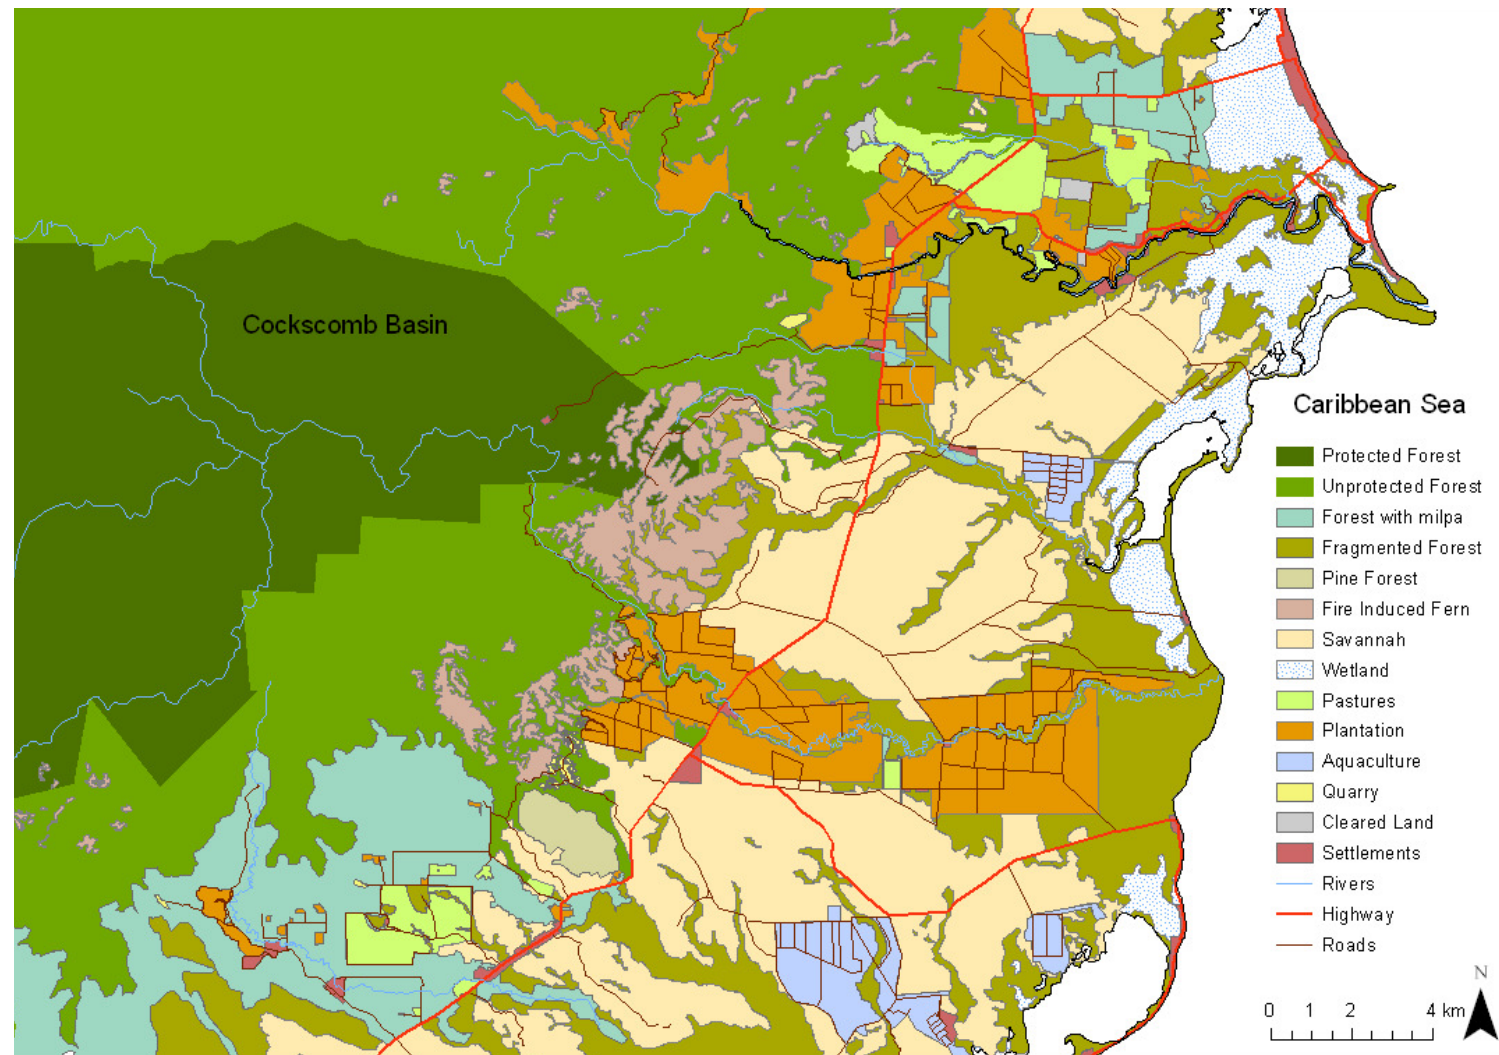 Cockscomb Basin
Caribbean Sea
Protected Forest
Unprotected Forest
Forest with milpa
Fragmented Forest
Pine Forest
Fire Induced Fern
Savannah
Wetland
Pastures
Plantation
Aquaculture
Quarry
Cleared Land
Settlements
Rivers
Highway
Roads
N
0 1 2 4 km